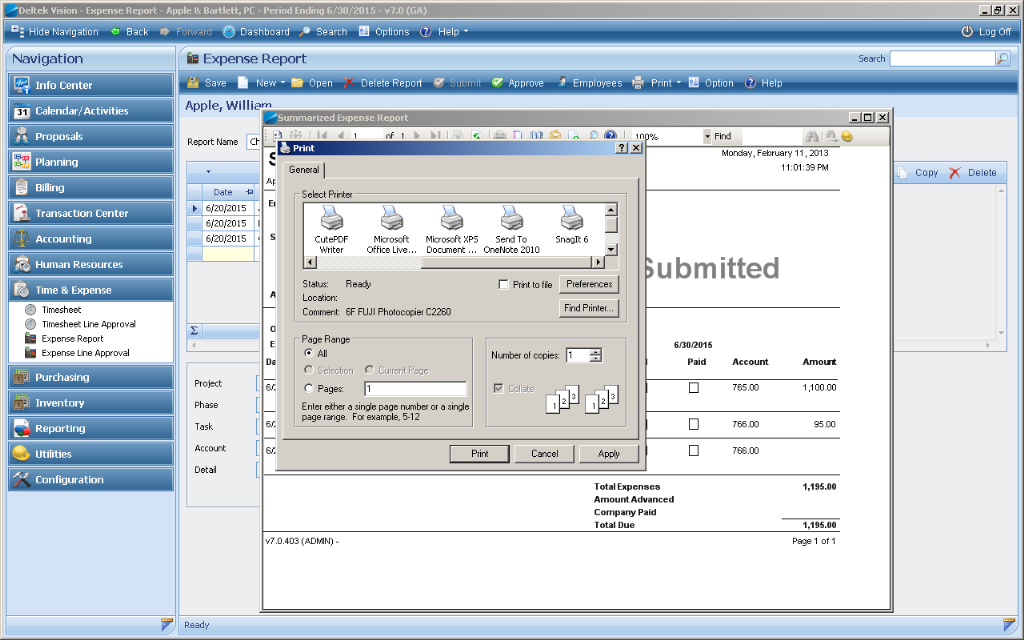 Deltek Vision - Expense Report - Apple & Bartlett, PC - Period Ending 6/30/2015 - v7.0 (GA)
Hide Navigation Back Forward Dashboard Search Options Help Log Off
Navigation
Info Center
31 Calendar/Activities
Proposals
Planning
Billing
Transaction Center
Accounting
Human Resources
Time & Expense
Timesheet
Timesheet Line Approval
Expense Report
Expense Line Approval
Purchasing
Inventory
Reporting
Utilities
Configuration
Expense Report Search
Save New Open Delete Report Submit Approve Employees Print Option Help
Apple, William
Report Name
Copy Delete
Date
6/20/2015
6/20/2015
6/20/2015
Σ
Project
Phase
Task
Account
Detail
Ready
Summarized Expense Report
1 of 1 100% Find
Monday, February 11, 2013
11:01:39 PM
Submitted
6/30/2015
Paid Account Amount
765.00 1,100.00
766.00 95.00
766.00
Total Expenses 1,195.00
Amount Advanced
Company Paid
Total Due 1,195.00
v7.0.403 (ADMIN) - Page 1 of 1
Print
General
Select Printer
CutePDF Writer
Microsoft Office Live...
Microsoft XPS Document ...
Send To OneNote 2010
SnagIt 6
Status: Ready
Print to file Preferences
Location:
Comment: 6F FUJI Photocopier C2260
Find Printer...
Page Range
All
Selection Current Page
Pages: 1
Enter either a single page number or a single
page range. For example, 5-12
Number of copies: 1
Collate
1 2 3 1 2 3
Print Cancel Apply